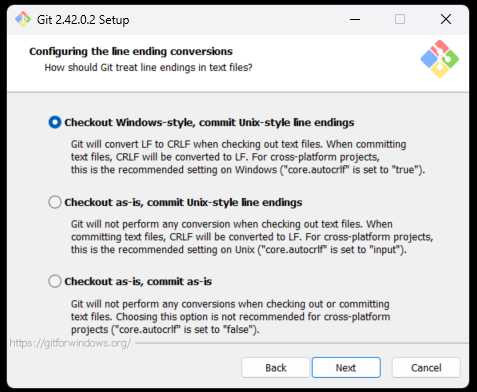 Git 2.42.0.2 Setup
Configuring the line ending conversions
How should Git treat line endings in text files?
Checkout Windows-style, commit Unix-style line endings
Git will convert LF to CRLF when checking out text files. When committing
text files, CRLF will be converted to LF. For cross-platform projects,
this is the recommended setting on Windows ("core.autocrlf" is set to "true").
Checkout as-is, commit Unix-style line endings
Git will not perform any conversion when checking out text files. When
committing text files, CRLF will be converted to LF. For cross-platform projects,
this is the recommended setting on Unix ("core.autocrlf" is set to "input").
Checkout as-is, commit as-is
Git will not perform any conversions when checking out or committing
text files. Choosing this option is not recommended for cross-platform
projects ("core.autocrlf" is set to "false").
https://gitforwindows.org/
Back
Next
Cancel